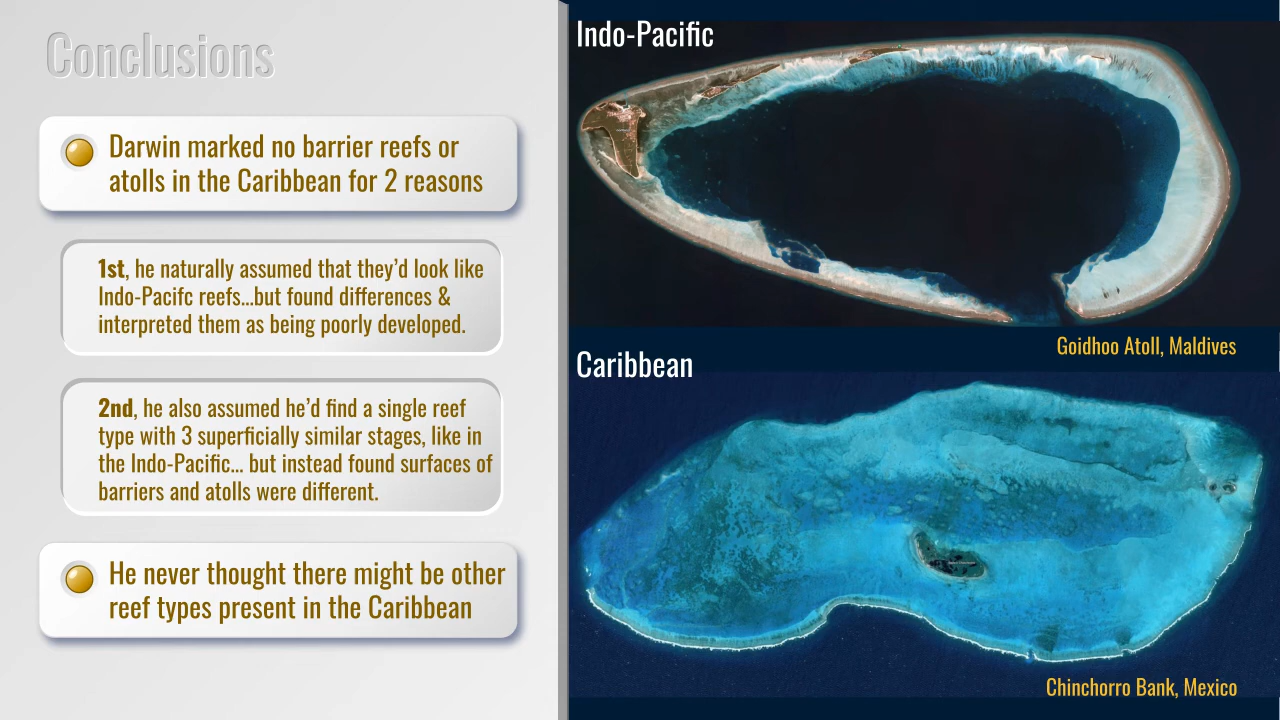 Conclusions
Darwin marked no barrier reefs or
atolls in the Caribbean for 2 reasons
1st, he naturally assumed that they'd look like
Indo-Pacifc reefs...but found differences &
interpreted them as being poorly developed.
2nd, he also assumed he'd find a single reef
type with 3 superficially similar stages, like in
the Indo-Pacific... but instead found surfaces of
barriers and atolls were different.
He never thought there might be other
reef types present in the Caribbean
Indo-Pacific
Goidhoo Atoll, Maldives
Caribbean
Chinchorro Bank, Mexico